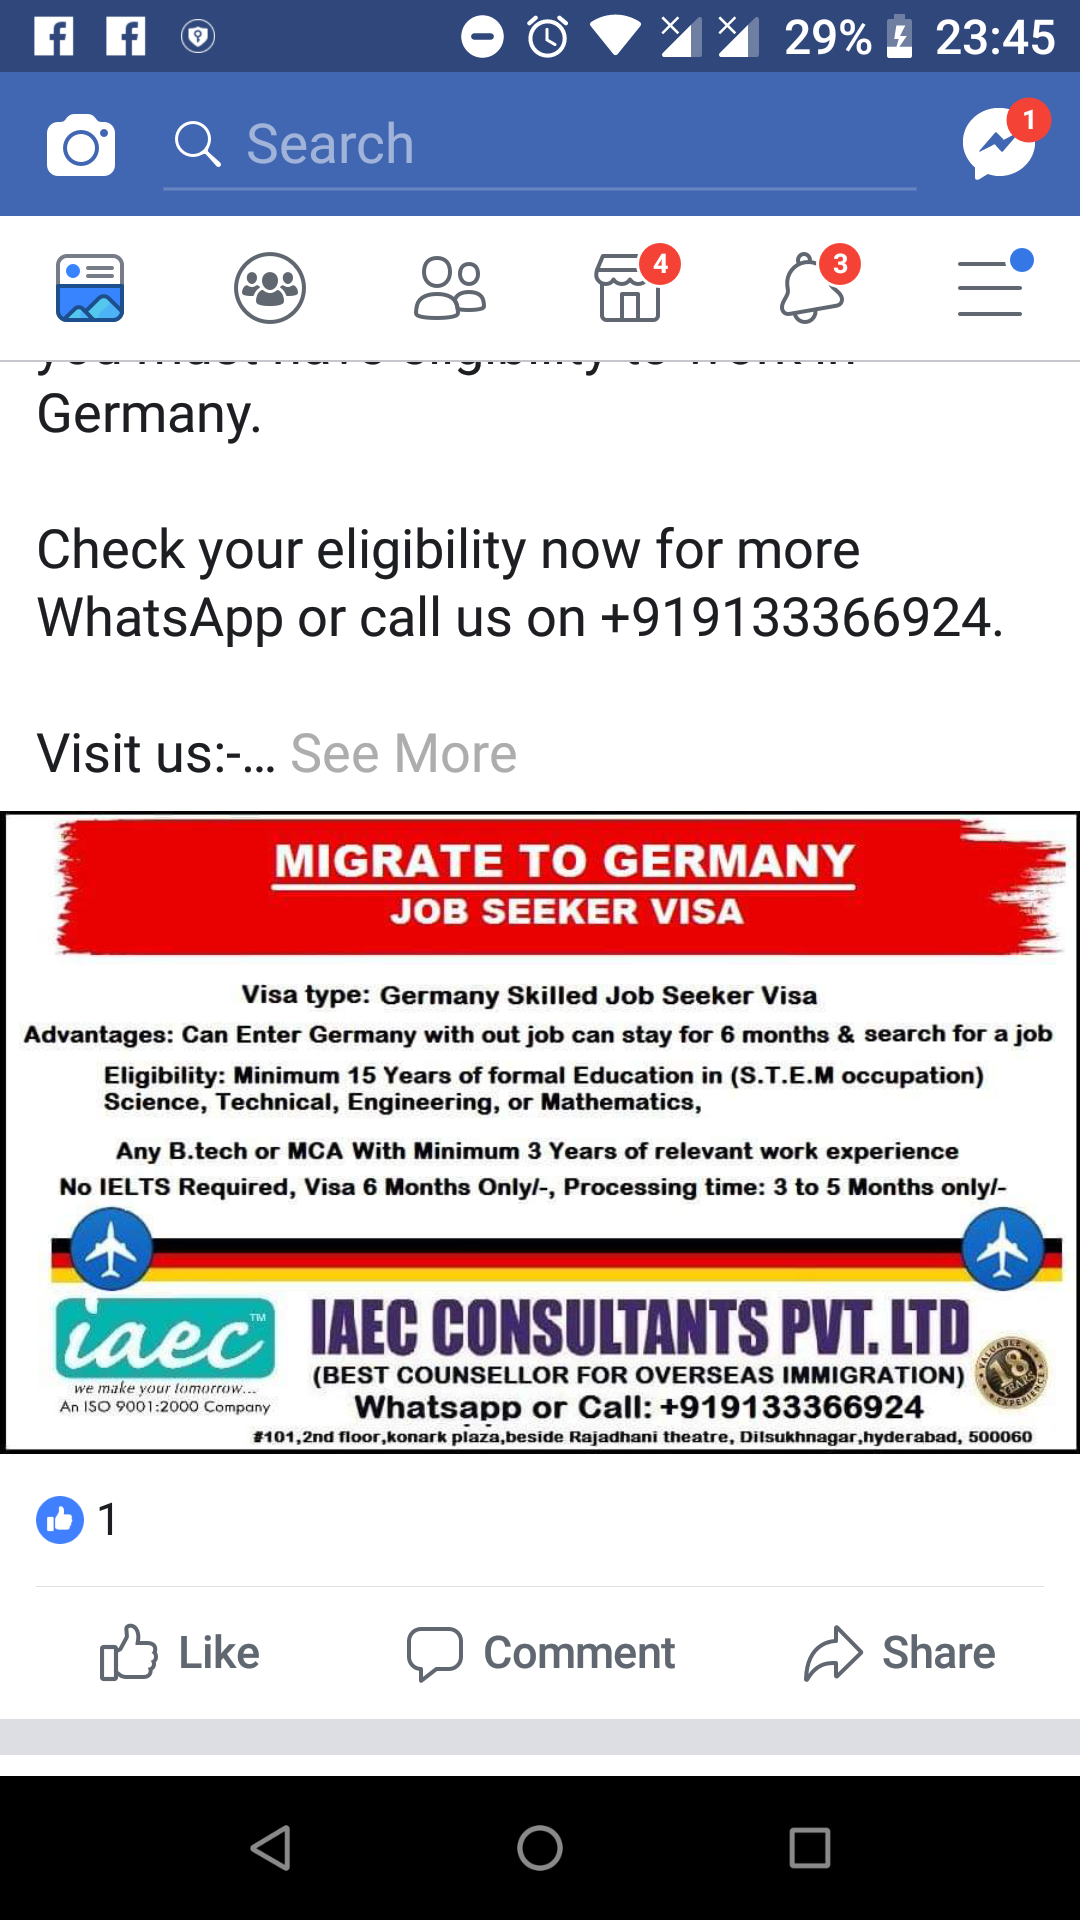 29% 23:45
Search
1
4
3
Germany.
Check your eligibility now for more
WhatsApp or call us on +919133366924.
Visit us:-... See More
MIGRATE TO GERMANY
JOB SEEKER VISA
Visa type: Germany Skilled Job Seeker Visa
Advantages: Can Enter Germany with out job can stay for 6 months & search for a job
Eligibility: Minimum 15 Years of formal Education in (S.T.E.M occupation)
Science, Technical, Engineering, or Mathematics,
Any B.tech or MCA With Minimum 3 Years of relevant work experience
No IELTS Required, Visa 6 Months Only/-, Processing time: 3 to 5 Months only/-
iaec TM
we make your tomorrow...
An ISO 9001:2000 Company
IAEC CONSULTANTS PVT. LTD
(BEST COUNSELLOR FOR OVERSEAS IMMIGRATION)
Whatsapp or Call: +919133366924
#101,2nd floor,konark plaza,beside Rajadhani theatre, Dilsukhnagar,hyderabad, 500060
VALUABLE
18
YEARS
EXPERIENCE
1
Like Comment Share